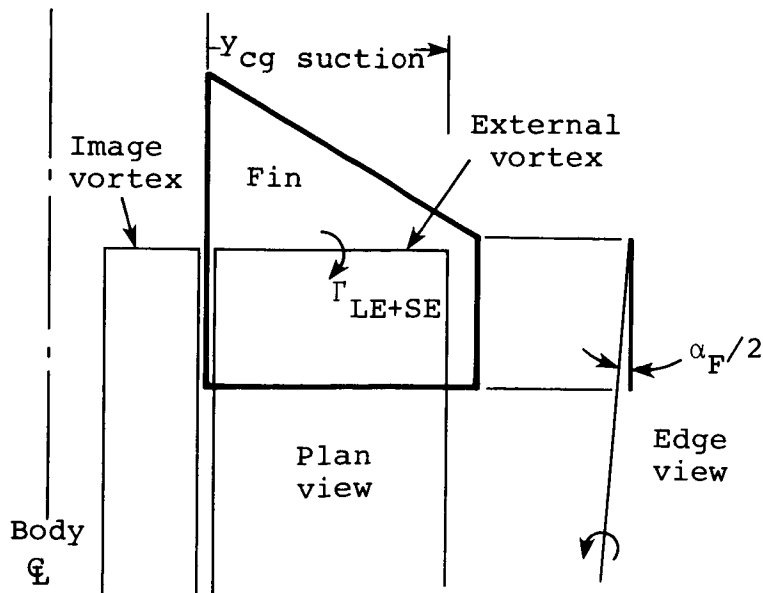 y_cg suction
Image
vortex
External
vortex
Fin
Γ_LE+SE
α_F/2
Plan
view
Edge
view
Body
℄